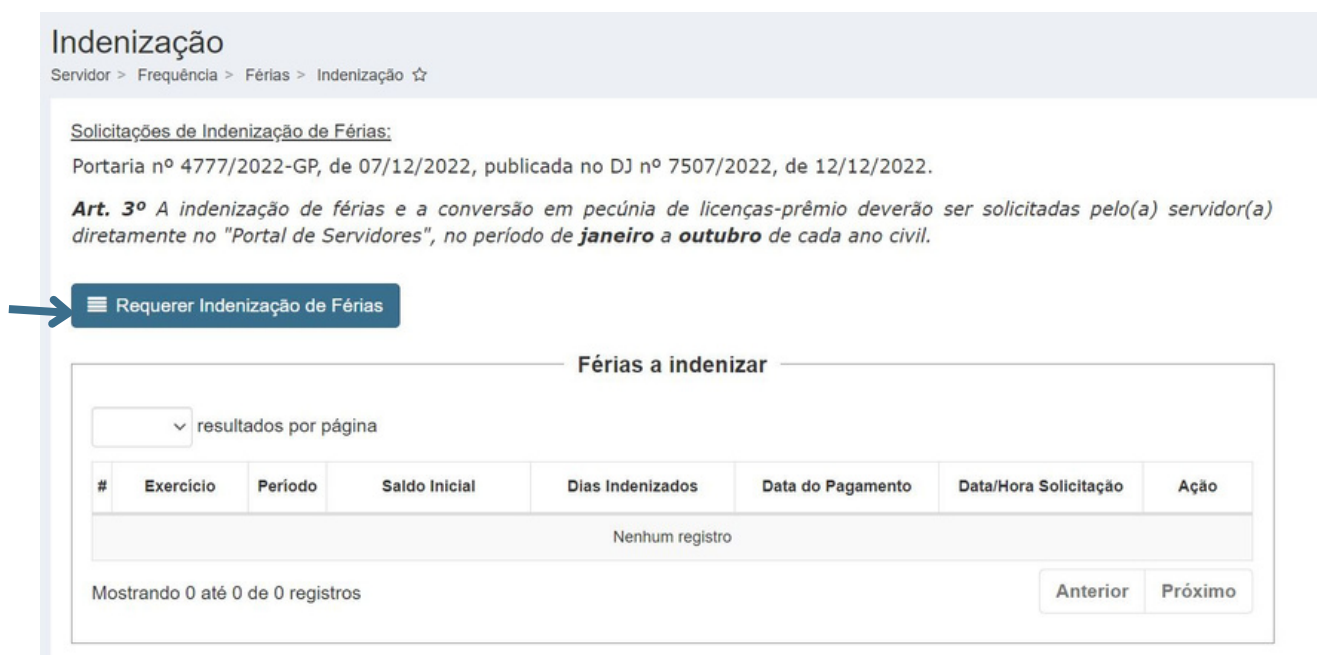 Indenização
Servidor > Frequência > Férias > Indenização
Solicitações de Indenização de Férias:
Portaria nº 4777/2022-GP, de 07/12/2022, publicada no DJ nº 7507/2022, de 12/12/2022.
Art. 3º A indenização de férias e a conversão em pecúnia de licenças-prêmio deverão ser solicitadas pelo(a) servidor(a)
diretamente no "Portal de Servidores", no período de janeiro a outubro de cada ano civil.
Requerer Indenização de Férias
Férias a indenizar
resultados por página
# Exercício Período Saldo Inicial Dias Indenizados Data do Pagamento Data/Hora Solicitação Ação
Nenhum registro
Mostrando 0 até 0 de 0 registros Anterior Próximo